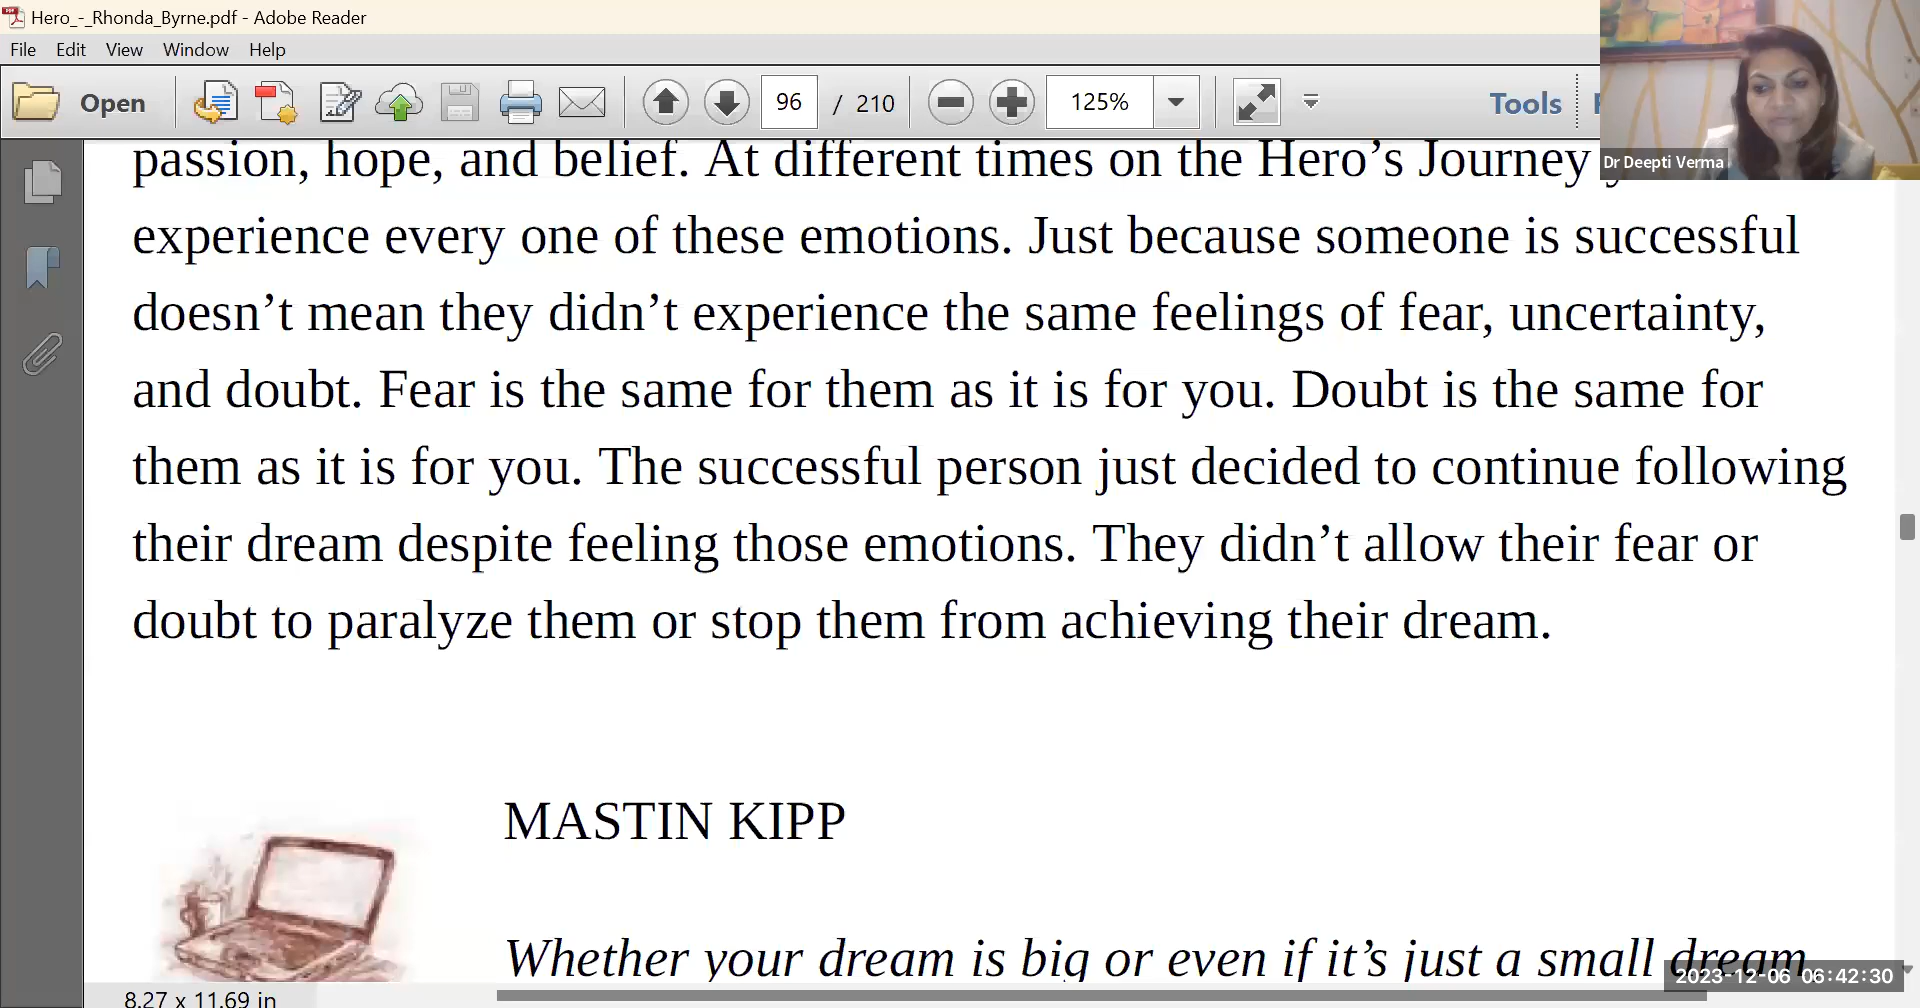 Hero_-_Rhonda_Byrne.pdf - Adobe Reader
File Edit View Window Help
Open 96 / 210 125% Tools
Dr Deepti Verma
passion, hope, and belief. At different times on the Hero’s Journey
experience every one of these emotions. Just because someone is successful
doesn’t mean they didn’t experience the same feelings of fear, uncertainty,
and doubt. Fear is the same for them as it is for you. Doubt is the same for
them as it is for you. The successful person just decided to continue following
their dream despite feeling those emotions. They didn’t allow their fear or
doubt to paralyze them or stop them from achieving their dream.
MASTIN KIPP
Whether your dream is big or even if it’s just a small dream
2023-12-06 06:42:30
8.27 x 11.69 in